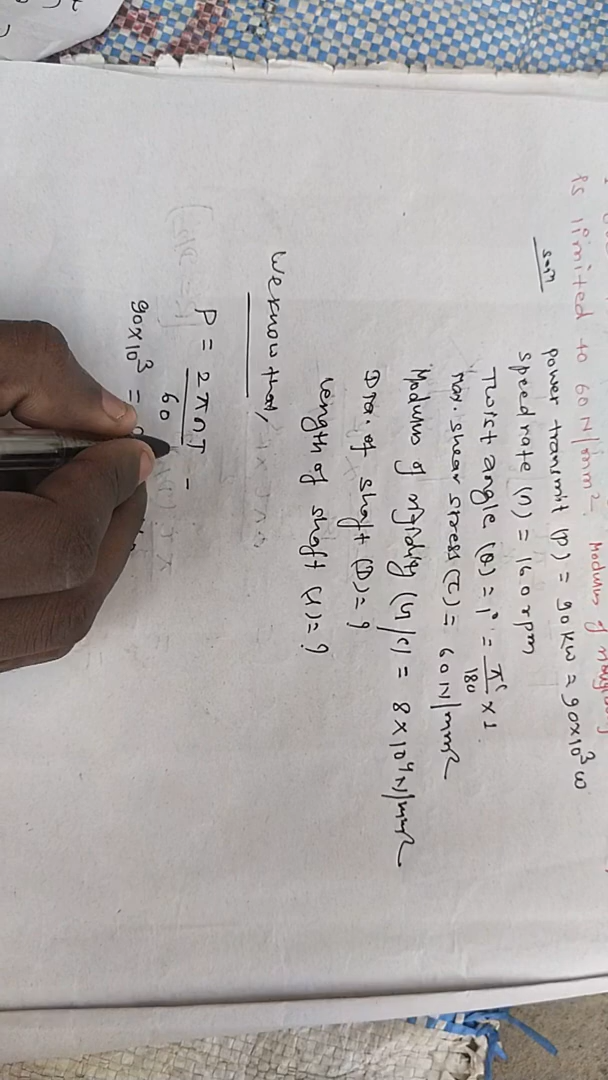 is limited to 60 N/mm². Modulus of
Soln
Power transmit (P) = 90 kW = 90×10³ W
Speed rate (n) = 160 rpm
Twist angle (θ) = 1° = π^c/180 × 1.
Max. shear stress (τ) = 60 N/mm²
Modulus of rigidity (G/C) = 8×10⁴ N/mm²
Dia. of shaft (D) = ?
length of shaft (l) = ?
We know that,
P = 2πnT/60 -
90×10³ =